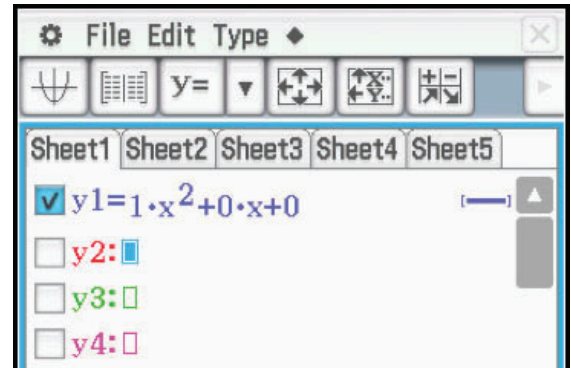 File Edit Type
y=
Sheet1 Sheet2 Sheet3 Sheet4 Sheet5
y1=1·x²+0·x+0
y2:
y3:
y4: